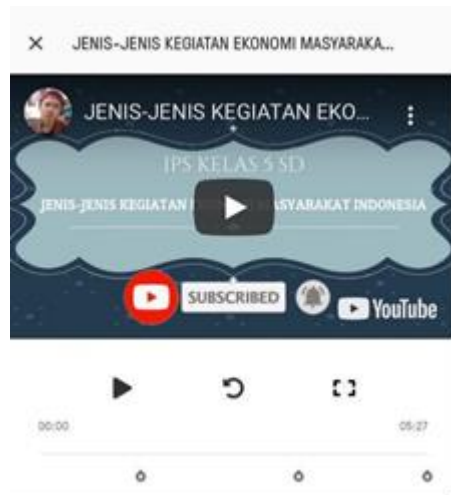 JENIS-JENIS KEGIATAN EKONOMI MASYARAKA...
JENIS-JENIS KEGIATAN EKO...
IPS KELAS 5 SD
JENIS-JENIS KEGIATAN MASYARAKAT INDONESIA
SUBSCRIBED
YouTube
00:00
05:27